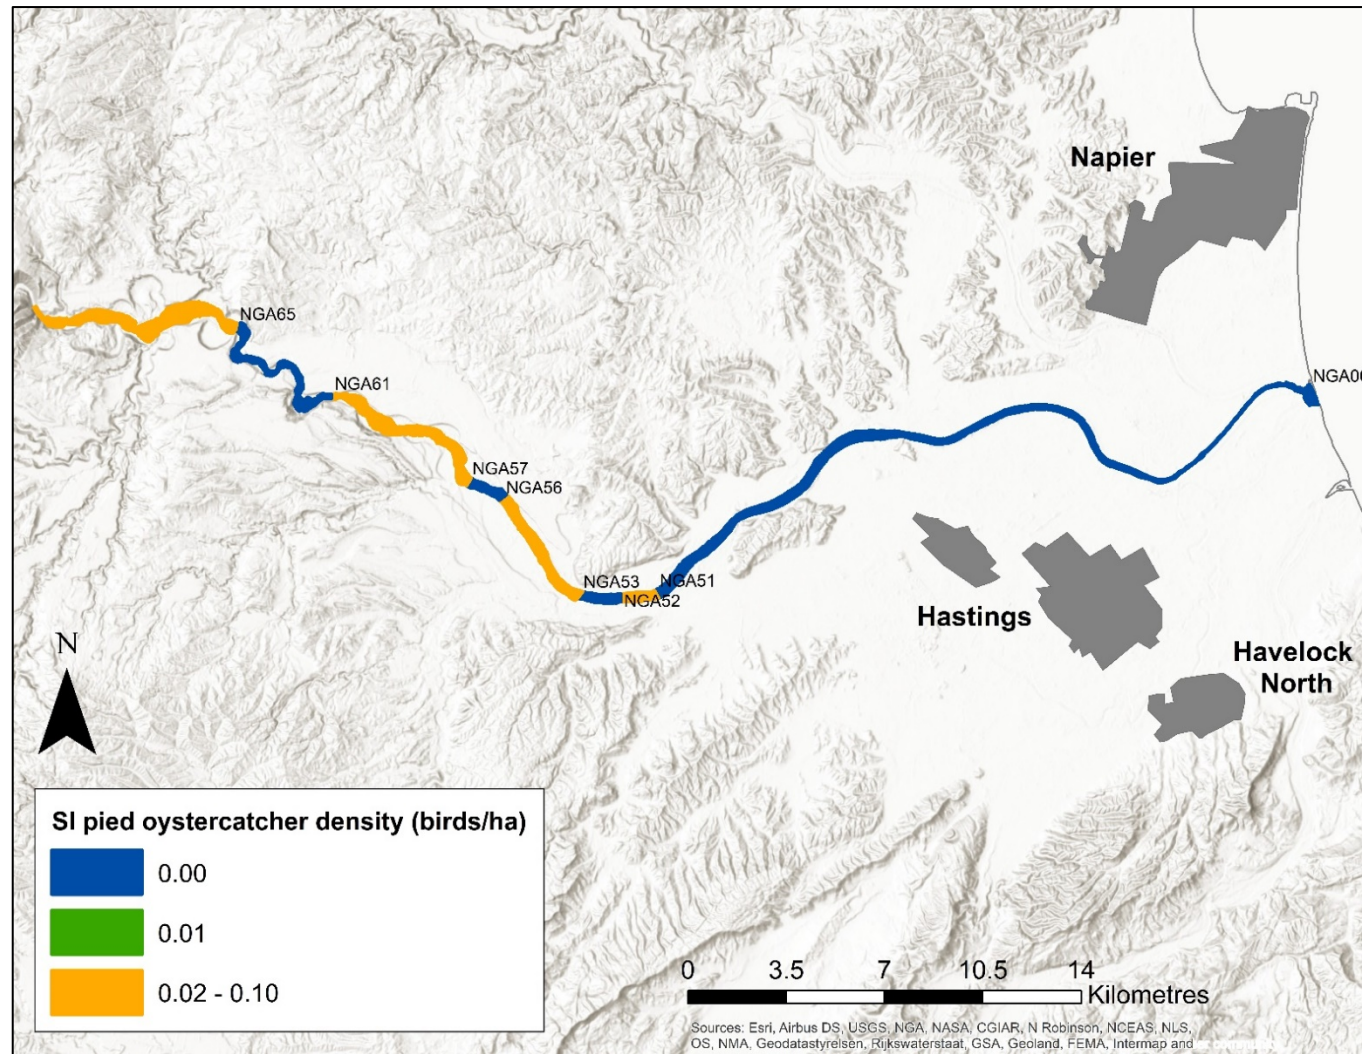 Napier
NGA65
NGA61
NGA06
NGA57
NGA56
NGA53
NGA51
NGA52
Hastings
Havelock
North
N
SI pied oystercatcher density (birds/ha)
0.00
0.01
0.02 - 0.10
0 3.5 7 10.5 14
Kilometres
Sources: Esri, Airbus DS, USGS, NGA, NASA, CGIAR, N Robinson, NCEAS, NLS,
OS, NMA, Geodatastyrelsen, Rijkswaterstaat, GSA, Geoland, FEMA, Intermap and